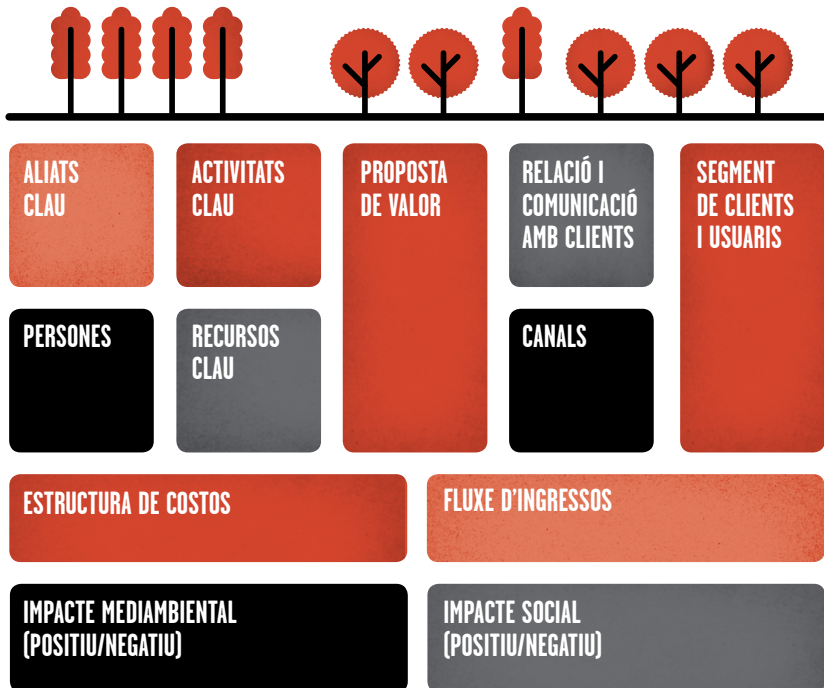 ALIATS
CLAU
ACTIVITATS
CLAU
PROPOSTA
DE VALOR
RELACIÓ I
COMUNICACIÓ
AMB CLIENTS
SEGMENT
DE CLIENTS
I USUARIS
PERSONES
RECURSOS
CLAU
CANALS
ESTRUCTURA DE COSTOS
FLUXE D'INGRESSOS
IMPACTE MEDIAMBIENTAL
(POSITIU/NEGATIU)
IMPACTE SOCIAL
(POSITIU/NEGATIU)